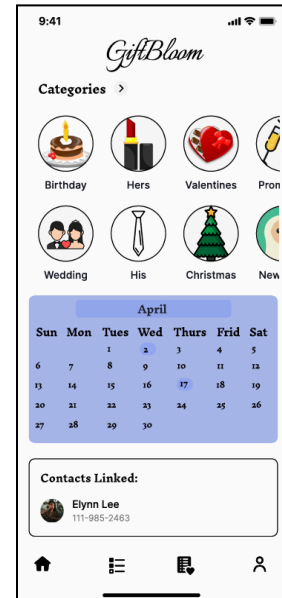 9:41
GiftBloom
Categories >
Birthday Hers Valentines Pron
Wedding His Christmas New
April
Sun Mon Tues Wed Thurs Frid Sat
1 2 3 4 5
6 7 8 9 10 11 12
13 14 15 16 17 18 19
20 21 22 23 24 25 26
27 28 29 30
Contacts Linked:
Elynn Lee
111-985-2463